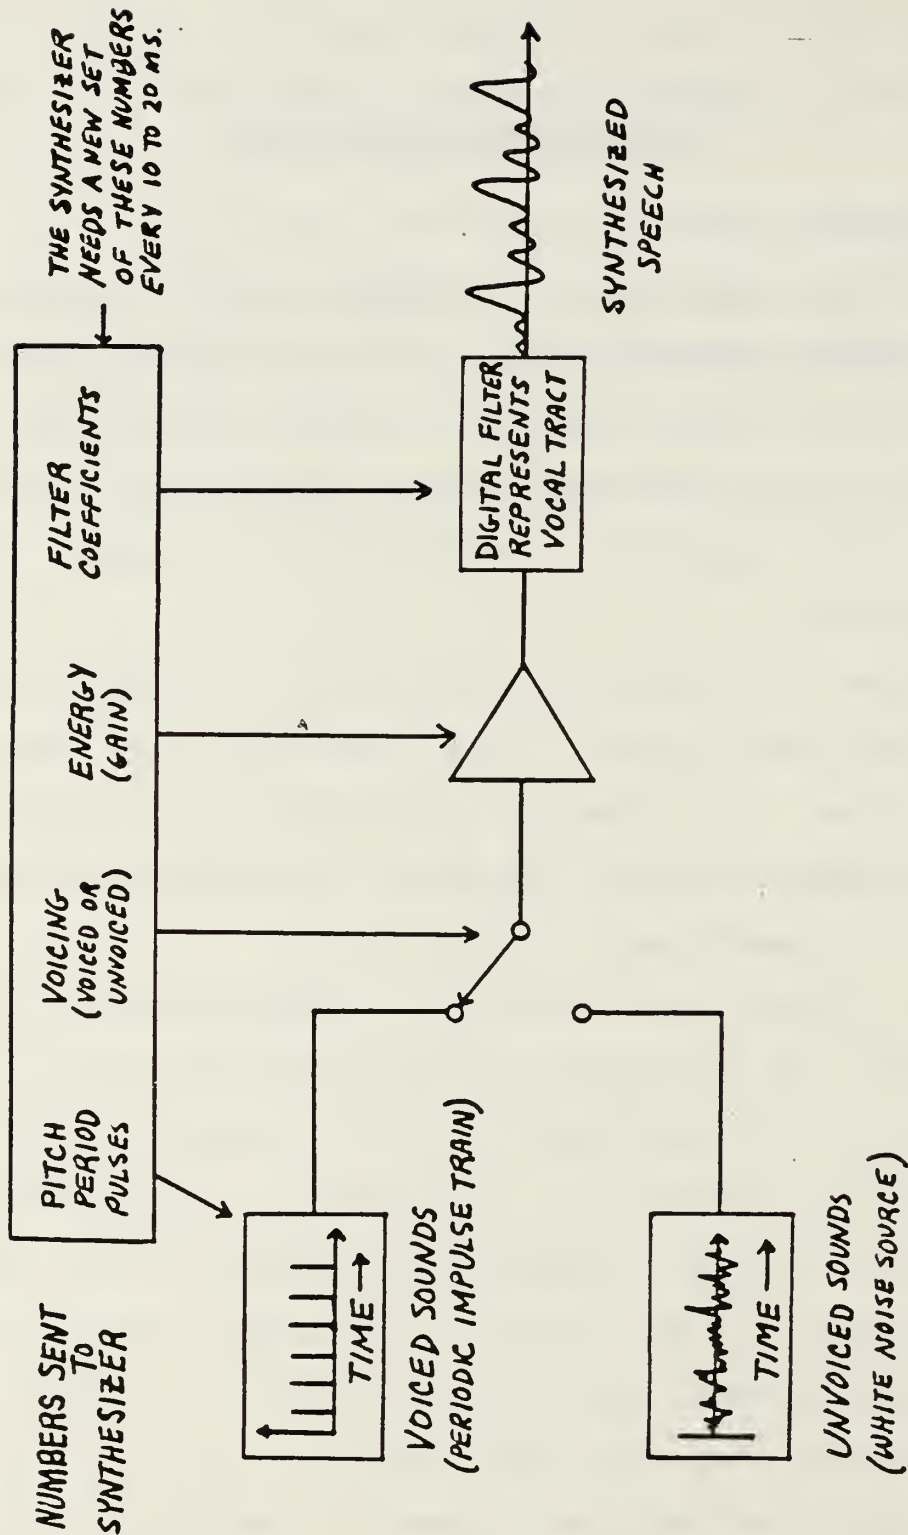 NUMBERS SENT
TO
SYNTHESIZER
PITCH
PERIOD
PULSES
VOICING
(VOICED OR
UNVOICED)
ENERGY
(GAIN)
FILTER
COEFFICIENTS
THE SYNTHESIZER
NEEDS A NEW SET
OF THESE NUMBERS
EVERY 10 TO 20 MS.
TIME
VOICED SOUNDS
(PERIODIC IMPULSE TRAIN)
DIGITAL FILTER
REPRESENTS
VOCAL TRACT
SYNTHESIZED
SPEECH
TIME
UNVOICED SOUNDS
(WHITE NOISE SOURCE)